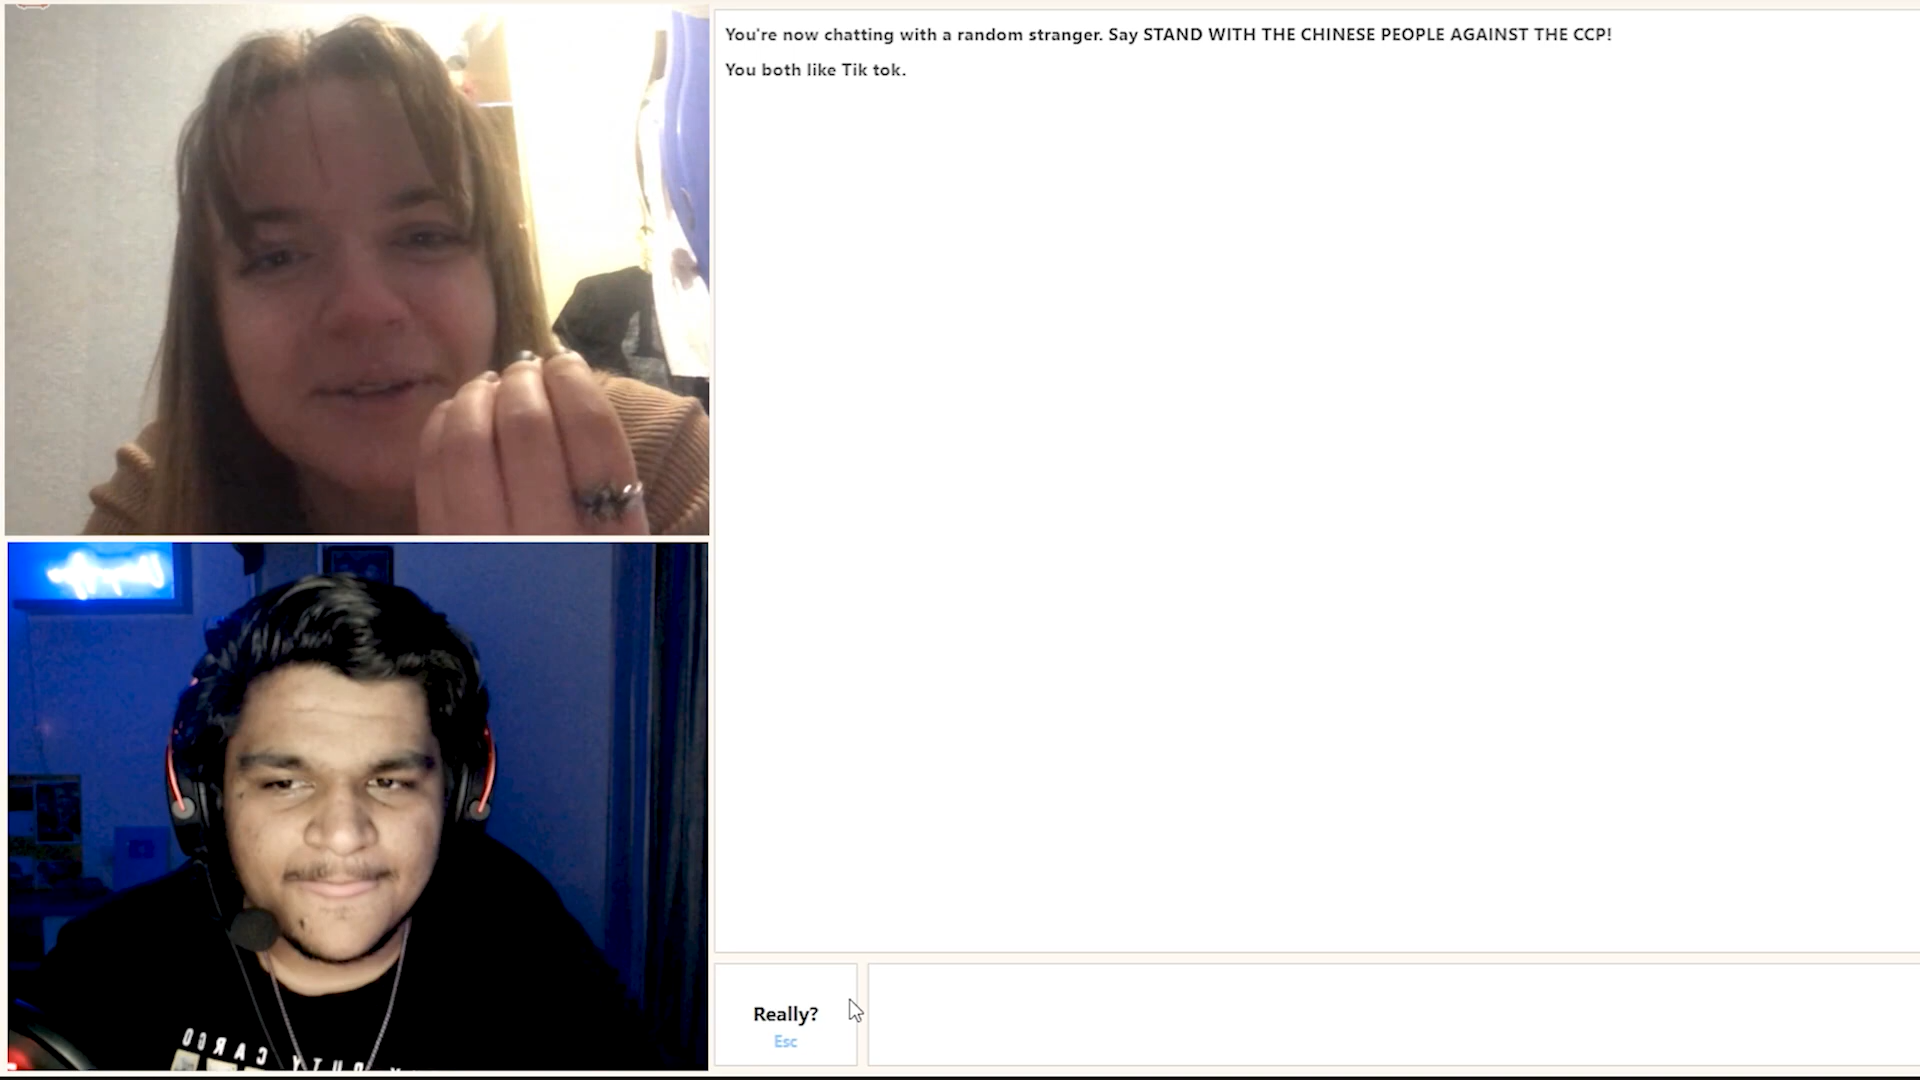 You're now chatting with a random stranger. Say STAND WITH THE CHINESE PEOPLE AGAINST THE CCP!
You both like Tik tok.
Really?
Esc